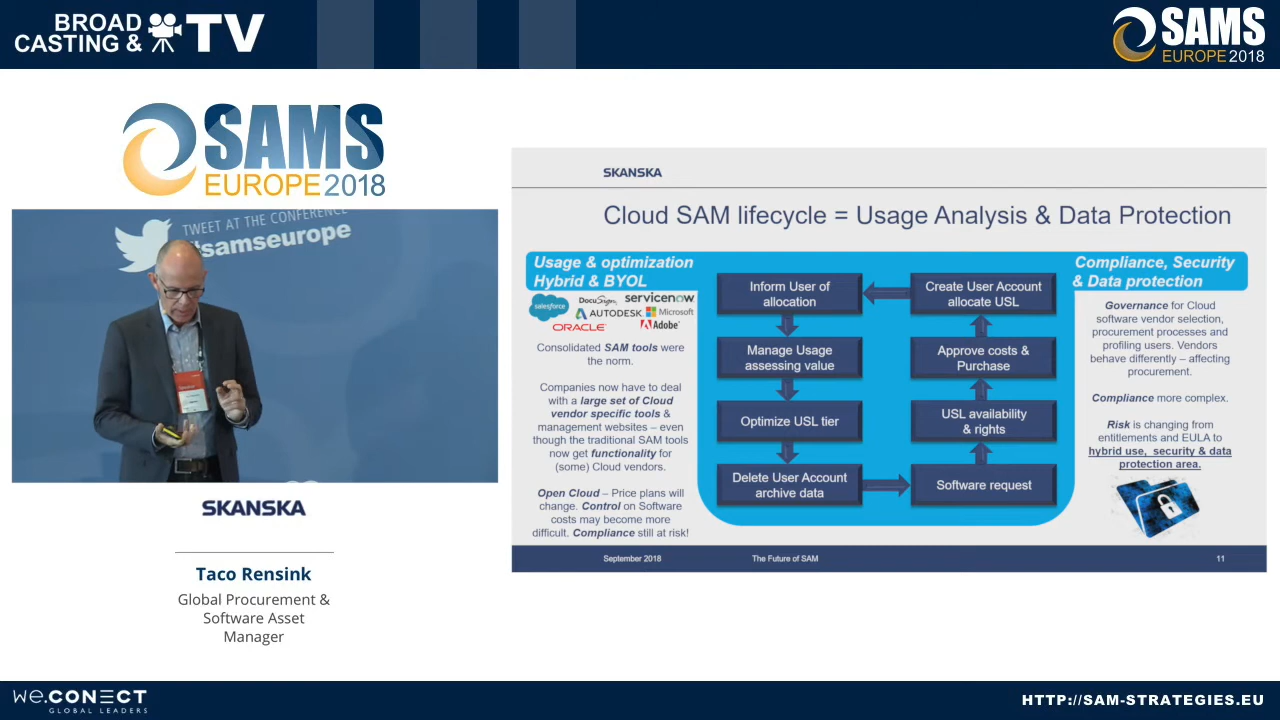 BROAD
CASTING & TV
SAMS
EUROPE 2018
SAMS
EUROPE 2018
TWEET AT THE CONFERENCE
#samseurope
SKANSKA
Taco Rensink
Global Procurement &
Software Asset
Manager
SKANSKA
Cloud SAM lifecycle = Usage Analysis & Data Protection
Usage & optimization
Hybrid & BYOL
salesforce
DocuSign
servicenow
AUTODESK
Microsoft
ORACLE
Adobe
Consolidated SAM tools were
the norm.
Companies now have to deal
with a large set of Cloud
vendor specific tools &
management websites – even
though the traditional SAM tools
now get functionality for
(some) Cloud vendors.
Open Cloud – Price plans will
change. Control on Software
costs may become more
difficult. Compliance still at risk!
Inform User of
allocation
Manage Usage
assessing value
Optimize USL tier
Delete User Account
archive data
Create User Account
allocate USL
Approve costs &
Purchase
USL availability
& rights
Software request
Compliance, Security
& Data protection
Governance for Cloud
software vendor selection,
procurement processes and
profiling users. Vendors
behave differently – affecting
procurement.
Compliance more complex.
Risk is changing from
entitlements and EULA to
hybrid use, security & data
protection area.
September 2018
The Future of SAM
11
we.CONECT
GLOBAL LEADERS
HTTP://SAM-STRATEGIES.EU